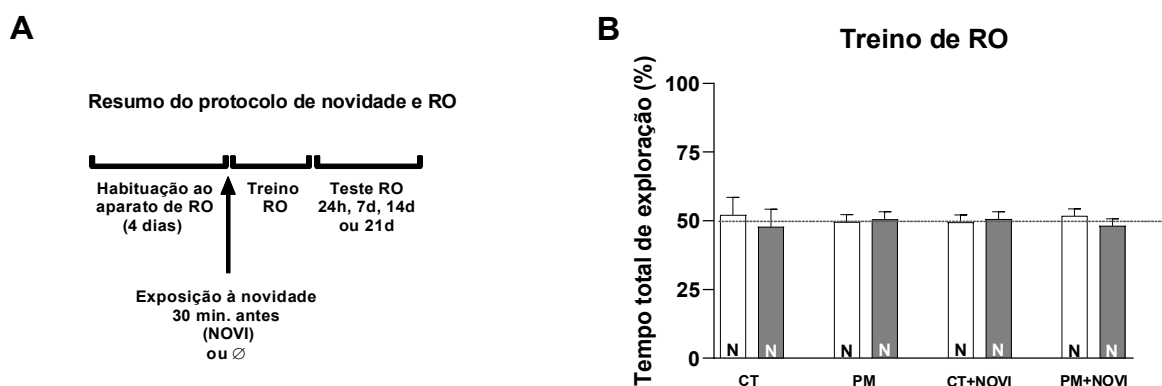 A
Resumo do protocolo de novidade e RO
Habituação ao
aparato de RO
(4 dias)
Treino
RO
Teste RO
24h, 7d, 14d
ou 21d
Exposição à novidade
30 min. antes
(NOVI)
ou ∅
B
Treino de RO
Tempo total de exploração (%)
100
75
50
25
0
N N N N N N N N
CT PM CT+NOVI PM+NOVI